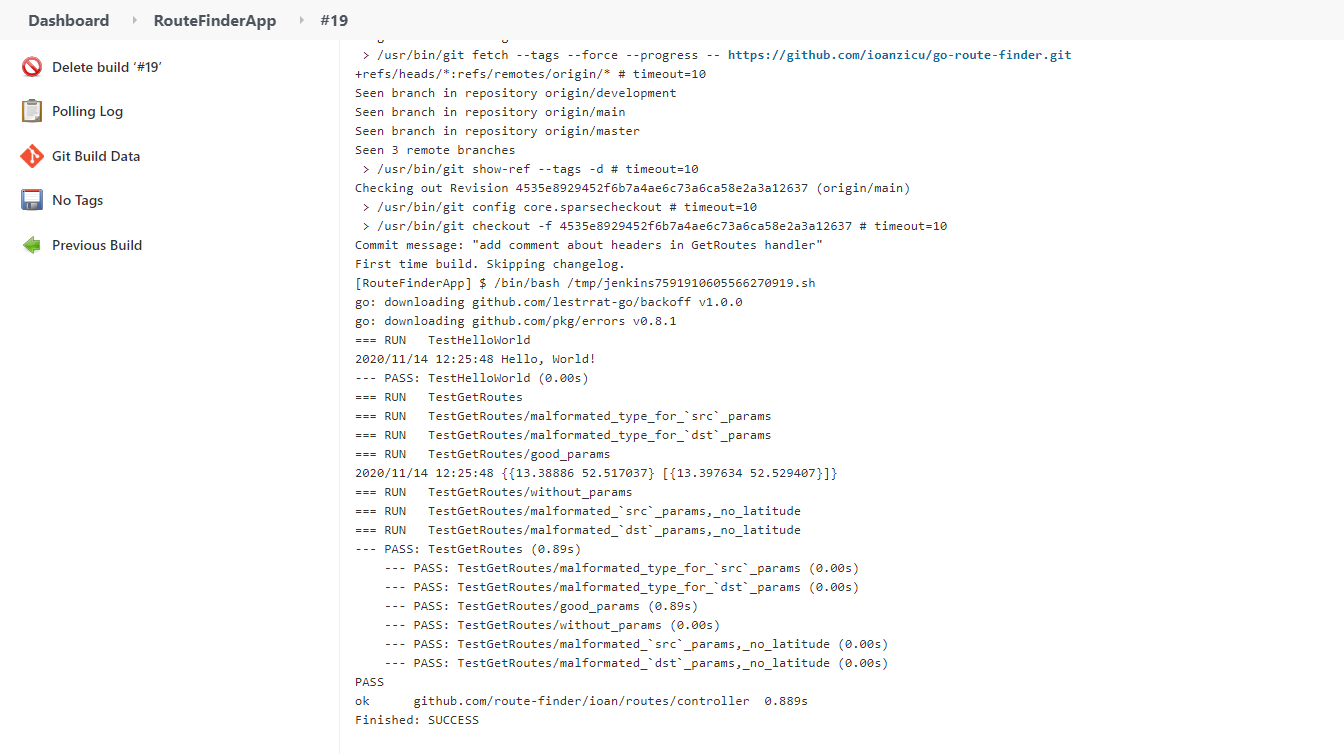 Dashboard RouteFinderApp #19
Delete build ‘#19’
Polling Log
Git Build Data
No Tags
Previous Build
> /usr/bin/git fetch --tags --force --progress -- https://github.com/ioanzicu/go-route-finder.git
+refs/heads/*:refs/remotes/origin/* # timeout=10
Seen branch in repository origin/development
Seen branch in repository origin/main
Seen branch in repository origin/master
Seen 3 remote branches
> /usr/bin/git show-ref --tags -d # timeout=10
Checking out Revision 4535e8929452f6b7a4ae6c73a6ca58e2a3a12637 (origin/main)
> /usr/bin/git config core.sparsecheckout # timeout=10
> /usr/bin/git checkout -f 4535e8929452f6b7a4ae6c73a6ca58e2a3a12637 # timeout=10
Commit message: "add comment about headers in GetRoutes handler"
First time build. Skipping changelog.
[RouteFinderApp] $ /bin/bash /tmp/jenkins7591910605566270919.sh
go: downloading github.com/lestrrat-go/backoff v1.0.0
go: downloading github.com/pkg/errors v0.8.1
=== RUN   TestHelloWorld
2020/11/14 12:25:48 Hello, World!
--- PASS: TestHelloWorld (0.00s)
=== RUN   TestGetRoutes
=== RUN   TestGetRoutes/malformated_type_for_`src`_params
=== RUN   TestGetRoutes/malformated_type_for_`dst`_params
=== RUN   TestGetRoutes/good_params
2020/11/14 12:25:48 {{13.38886 52.517037} [{13.397634 52.529407}]}
=== RUN   TestGetRoutes/without_params
=== RUN   TestGetRoutes/malformated_`src`_params,_no_latitude
=== RUN   TestGetRoutes/malformated_`dst`_params,_no_latitude
--- PASS: TestGetRoutes (0.89s)
    --- PASS: TestGetRoutes/malformated_type_for_`src`_params (0.00s)
    --- PASS: TestGetRoutes/malformated_type_for_`dst`_params (0.00s)
    --- PASS: TestGetRoutes/good_params (0.89s)
    --- PASS: TestGetRoutes/without_params (0.00s)
    --- PASS: TestGetRoutes/malformated_`src`_params,_no_latitude (0.00s)
    --- PASS: TestGetRoutes/malformated_`dst`_params,_no_latitude (0.00s)
PASS
ok      github.com/route-finder/ioan/routes/controller  0.889s
Finished: SUCCESS